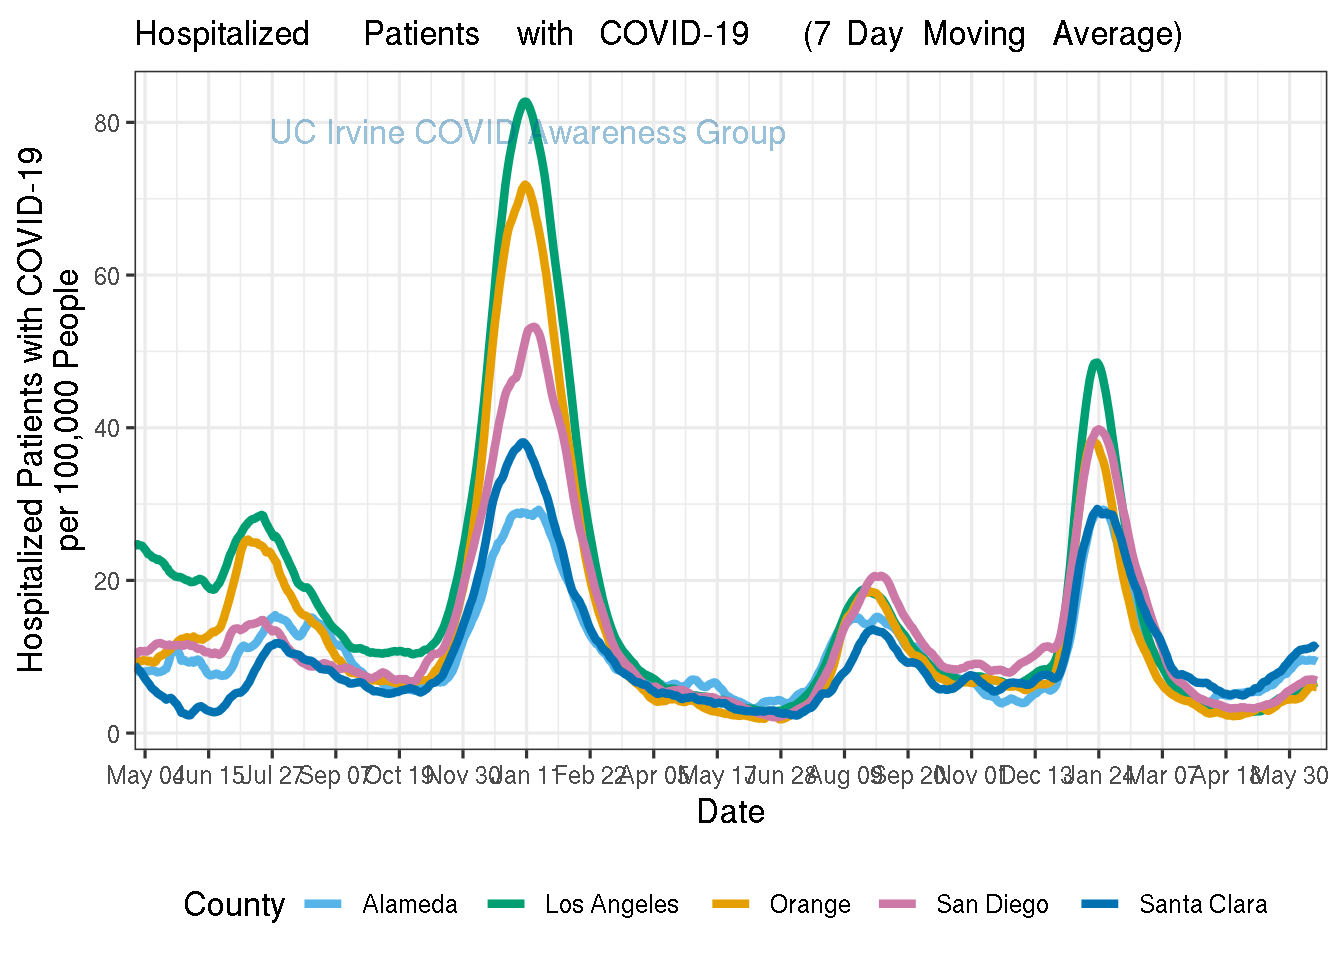 Hospitalized Patients with COVID-19 (7 Day Moving Average)
UC Irvine COVID Awareness Group
Hospitalized Patients with COVID-19
per 100,000 People
80
60
40
20
0
May 04 Jun 15 Jul 27 Sep 07 Oct 19 Nov 30 Jan 11 Feb 22 Apr 05 May 17 Jun 28 Aug 09 Sep 20 Nov 01 Dec 13 Jan 24 Mar 07 Apr 18 May 30
Date
County Alameda Los Angeles Orange San Diego Santa Clara